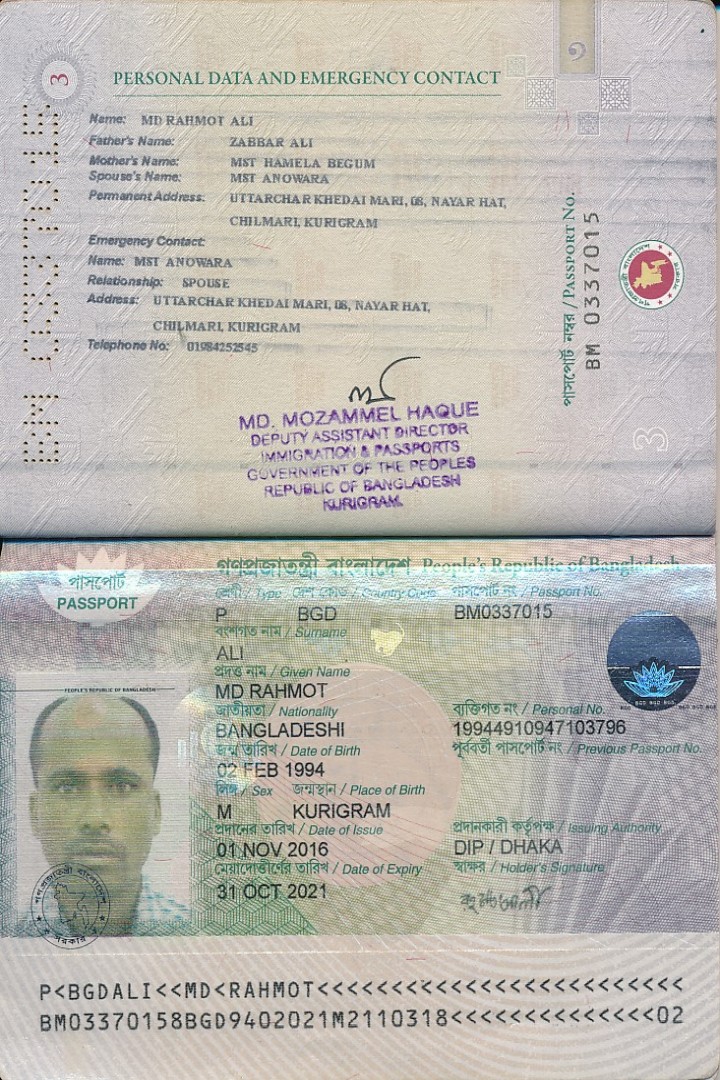 3
PERSONAL DATA AND EMERGENCY CONTACT
Name: MD RAHMOT ALI
Father's Name: ZABBAR ALI
Mother's Name: MST HAMELA BEGUM
Spouse's Name: MST ANOWARA
Permanent Address: UTTARCHAR KHEDAI MARI, 08, NAYAR HAT,
CHILMARI, KURIGRAM
Emergency Contact:
Name: MST ANOWARA
Relationship: SPOUSE
Address: UTTARCHAR KHEDAI MARI, 08, NAYAR HAT,
CHILMARI, KURIGRAM
Telephone No: 01984252545
পাসপোর্ট নম্বর / PASSPORT NO.
BM 0337015
3
MD. MOZAMMEL HAQUE
DEPUTY ASSISTANT DIRECTOR
IMMIGRATION & PASSPORTS
GOVERNMENT OF THE PEOPLES
REPUBLIC OF BANGLADESH
KURIGRAM.
গণপ্রজাতন্ত্রী বাংলাদেশ People's Republic of Bangladesh
পাসপোর্ট
PASSPORT
শ্রেণী / Type দেশ কোড / Country Code পাসপোর্ট নং / Passport No.
P BGD BM0337015
বংশগত নাম / Surname
ALI
প্রদত্ত নাম / Given Name
MD RAHMOT
PEOPLE'S REPUBLIC OF BANGLADESH
জাতীয়তা / Nationality ব্যক্তিগত নং / Personal No.
BANGLADESHI 19944910947103796
জন্ম তারিখ / Date of Birth পূর্ববর্তী পাসপোর্ট নং / Previous Passport No.
02 FEB 1994
লিঙ্গ / Sex জন্মস্থান / Place of Birth
M KURIGRAM
প্রদানের তারিখ / Date of Issue প্রদানকারী কর্তৃপক্ষ / Issuing Authority
01 NOV 2016 DIP / DHAKA
মেয়াদোত্তীর্ণের তারিখ / Date of Expiry স্বাক্ষর / Holder's Signature
31 OCT 2021
P<BGDALI<<MD<RAHMOT<<<<<<<<<<<<<<<<<<<<<<<<<
BM03370158BGD9402021M2110318<<<<<<<<<<<<<<02